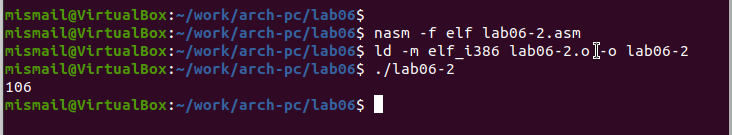 mismail@VirtualBox:~/work/arch-pc/lab06$
mismail@VirtualBox:~/work/arch-pc/lab06$ nasm -f elf lab06-2.asm
mismail@VirtualBox:~/work/arch-pc/lab06$ ld -m elf_i386 lab06-2.o -o lab06-2
mismail@VirtualBox:~/work/arch-pc/lab06$ ./lab06-2
106
mismail@VirtualBox:~/work/arch-pc/lab06$